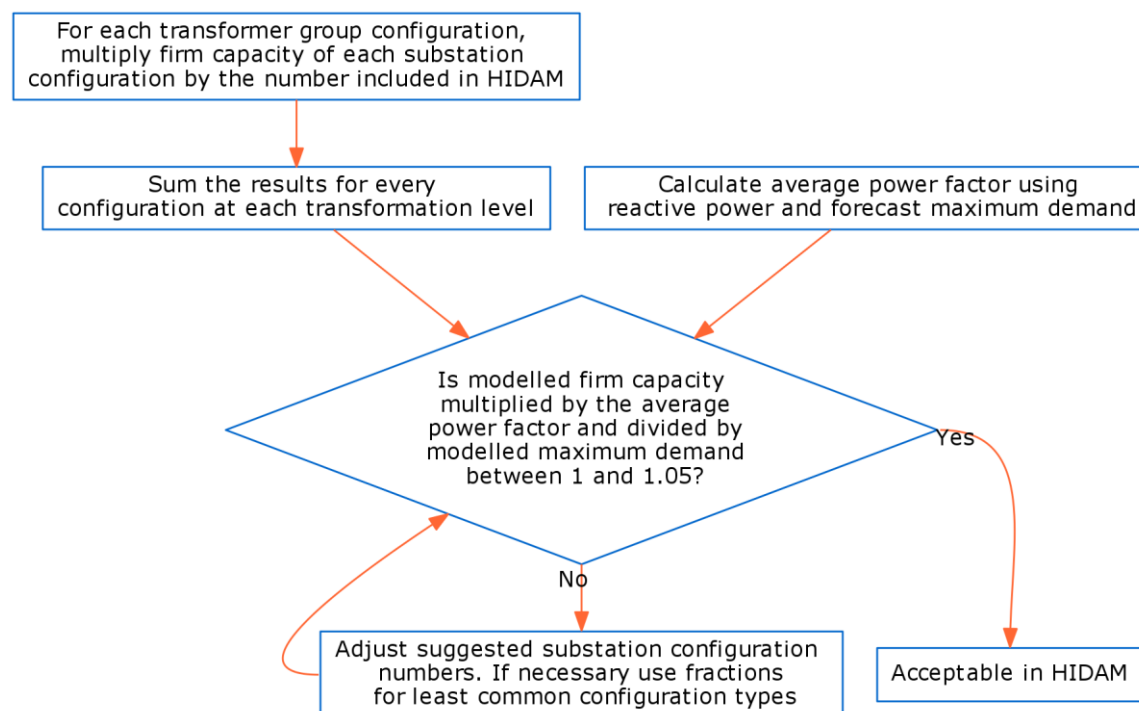 For each transformer group configuration,
multiply firm capacity of each substation
configuration by the number included in HIDAM
Sum the results for every
configuration at each transformation level
Calculate average power factor using
reactive power and forecast maximum demand
Is modelled firm capacity
multiplied by the average
power factor and divided by
modelled maximum demand
between 1 and 1.05?
Yes
No
Adjust suggested substation configuration
numbers. If necessary use fractions
for least common configuration types
Acceptable in HIDAM